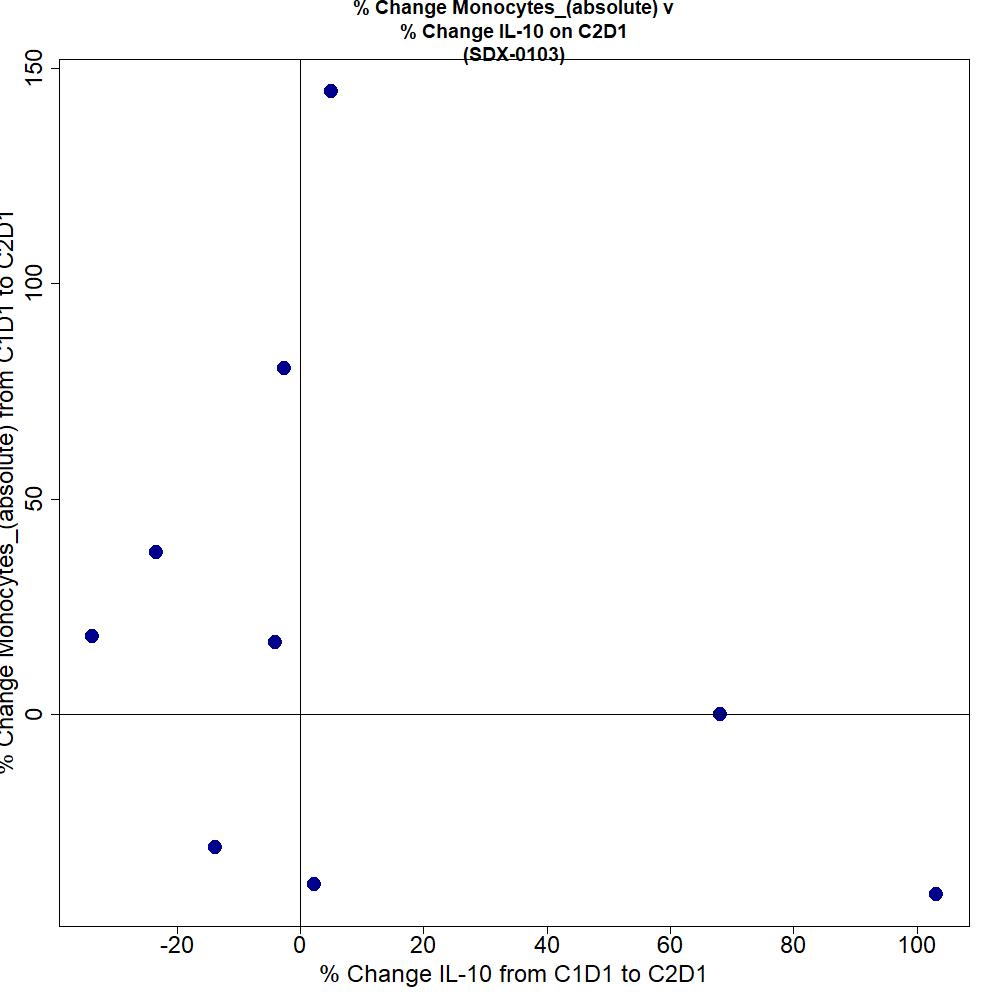 % Change Monocytes_(absolute) v
% Change IL-10 on C2D1
(SDX-0103)
% Change Monocytes_(absolute) from C1D1 to C2D1
150
100
50
0
-20
0
20
40
60
80
100
% Change IL-10 from C1D1 to C2D1